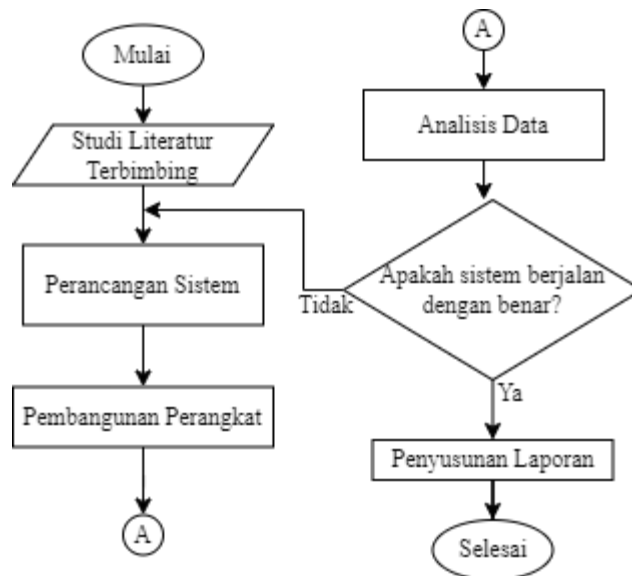 Mulai
Studi Literatur
Terbimbing
Perancangan Sistem
Pembangunan Perangkat
A
A
Analisis Data
Apakah sistem berjalan
dengan benar?
Tidak
Ya
Penyusunan Laporan
Selesai